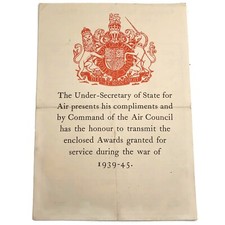 The Under-Secretary of State for
Air presents his compliments and
by Command of the Air Council
has the honour to transmit the
enclosed Awards granted for
service during the war of
1939-45.